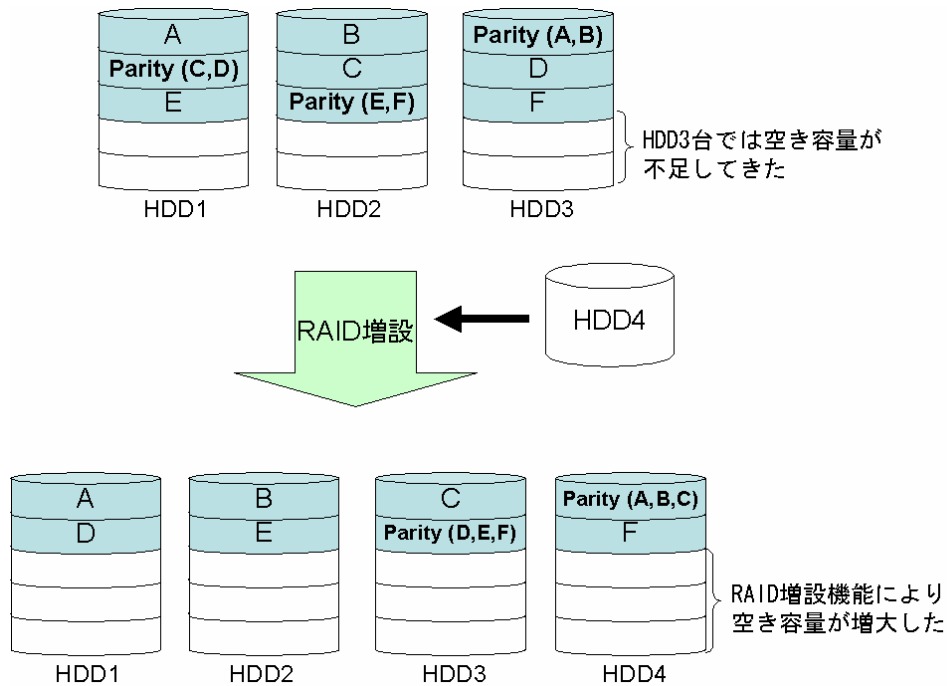 A
B
Parity (A,B)
Parity (C,D)
C
D
E
Parity (E,F)
F
HDD3台では空き容量が
不足してきた
HDD1
HDD2
HDD3
RAID増設
HDD4
A
B
C
Parity (A,B,C)
D
E
Parity (D,E,F)
F
RAID増設機能により
空き容量が増大した
HDD1
HDD2
HDD3
HDD4